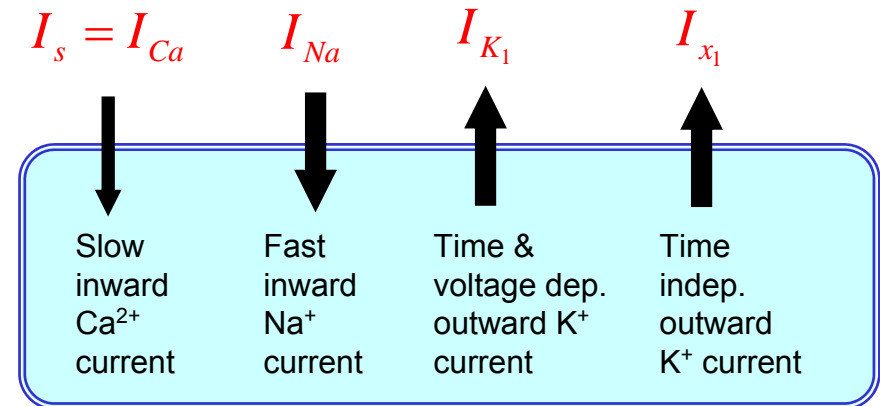 I_s = I_Ca I_Na I_K₁ I_x₁
Slow
inward
Ca²⁺
current
Fast
inward
Na⁺
current
Time &
voltage dep.
outward K⁺
current
Time
indep.
outward
K⁺ current